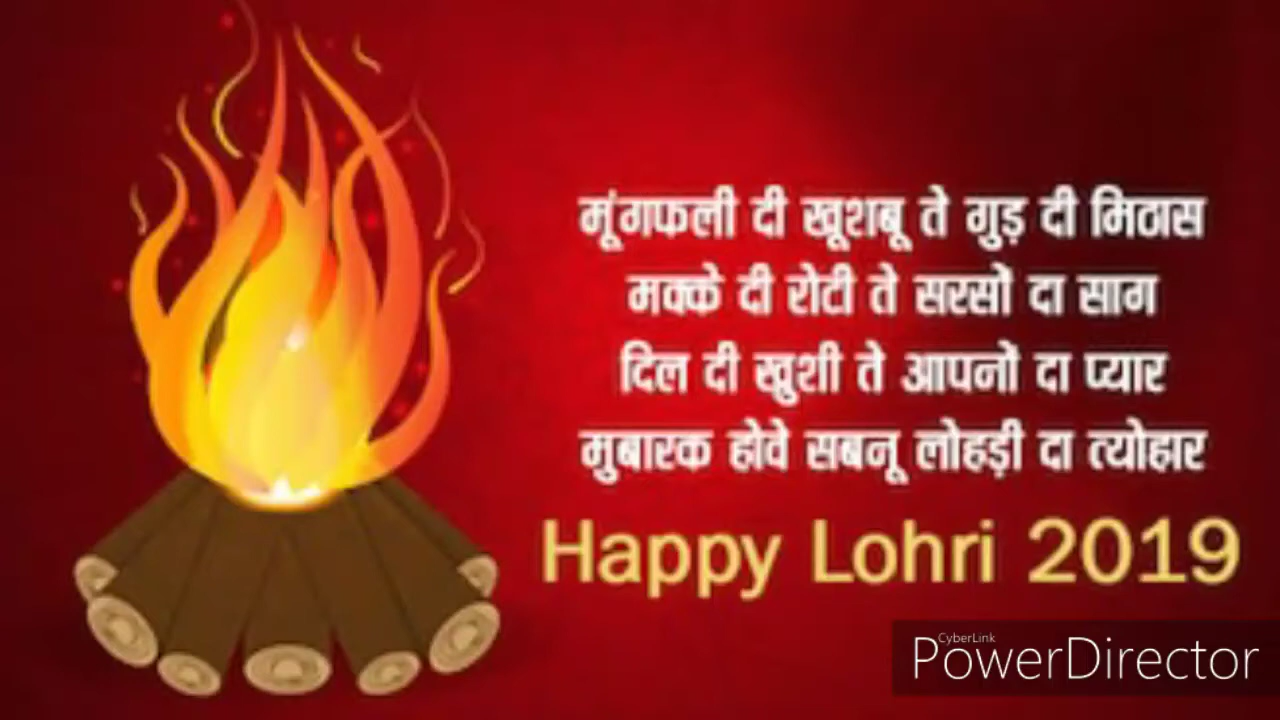 मूंगफली दी खूशबू ते गुड़ दी मिठास
मक्के दी रोटी ते सरसों दा साग
दिल दी खुशी ते आपनों दा प्यार
मुबारक होवे सबनू लोहड़ी दा त्योहार
Happy Lohri 2019
CyberLink
PowerDirector